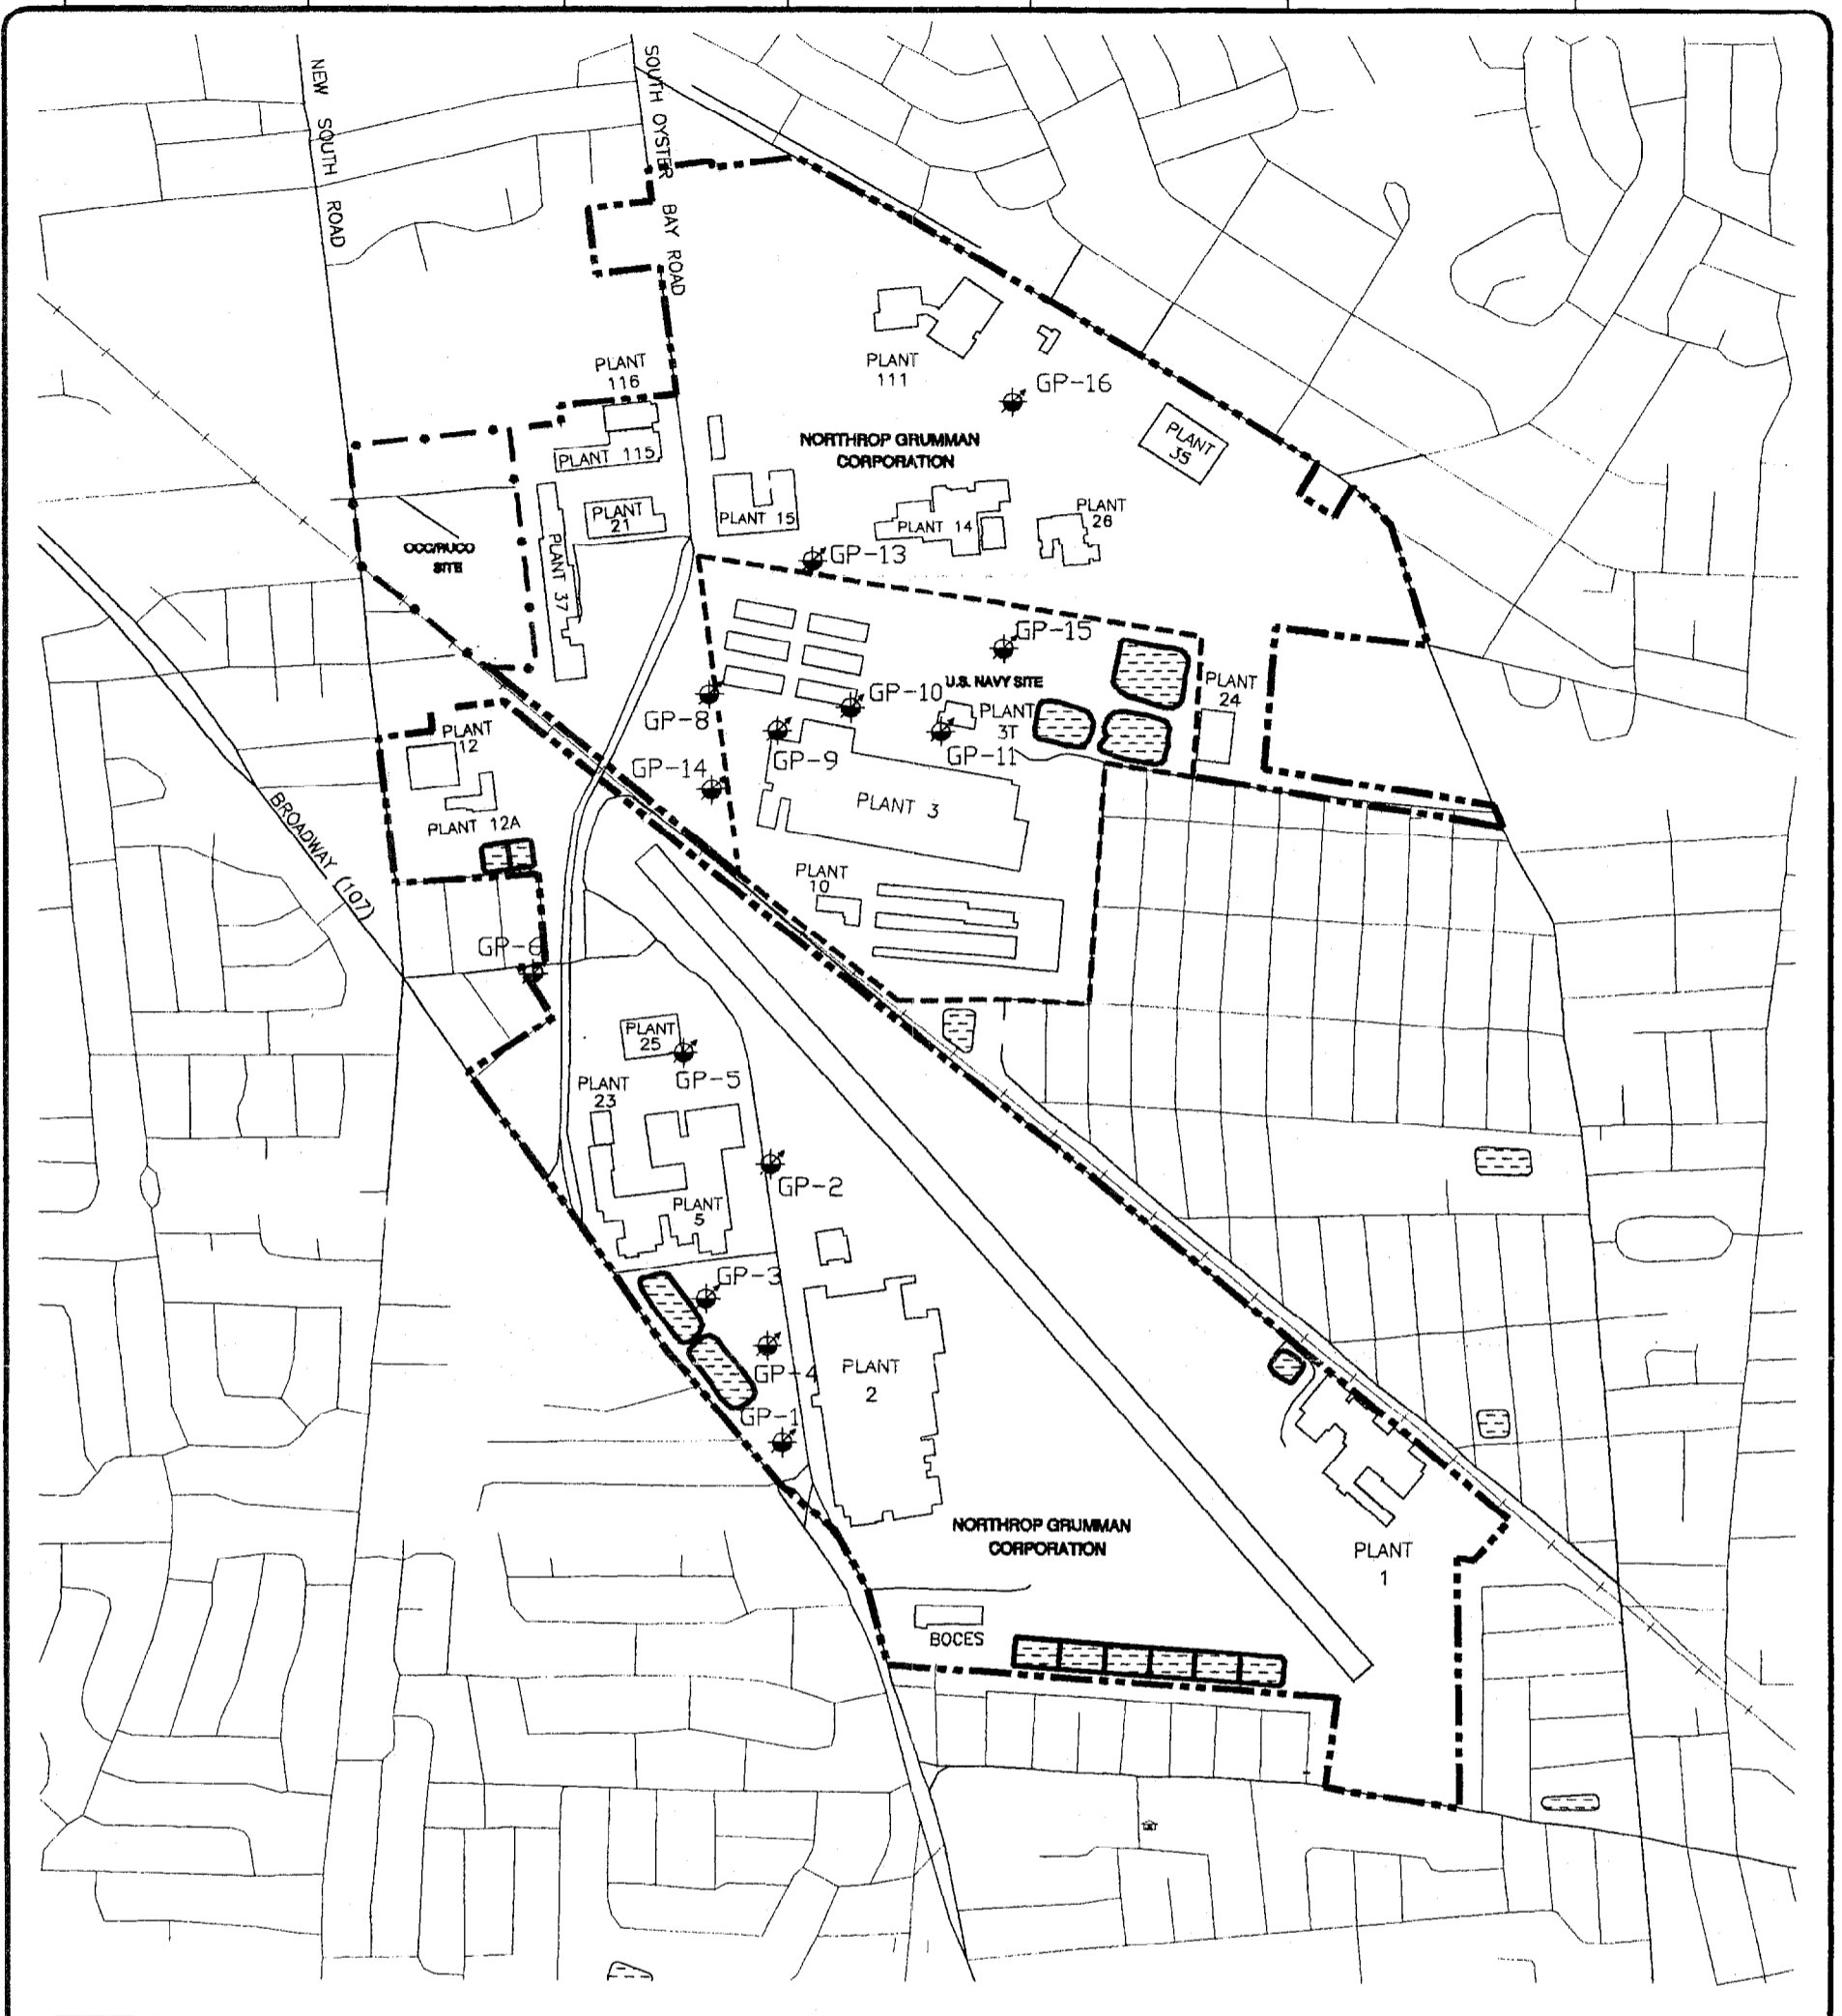 NEW SOUTH ROAD
SOUTH OYSTER BAY ROAD
PLANT
116
PLANT
111
GP-16
NORTHROP GRUMMAN
CORPORATION
PLANT
35
PLANT 115
PLANT
21
PLANT 15
PLANT 14
PLANT
26
OCC/RUCO
SITE
PLANT 37
GP-13
GP-15
U.S. NAVY SITE
PLANT
24
GP-8
GP-10
PLANT
3T
PLANT
12
GP-9
GP-11
GP-14
PLANT 3
BROADWAY (107)
PLANT 12A
PLANT
10
GP-6
PLANT
25
GP-5
PLANT
23
GP-2
PLANT
5
GP-3
GP-4
PLANT
2
GP-1
NORTHROP GRUMMAN
CORPORATION
PLANT
1
BOCES